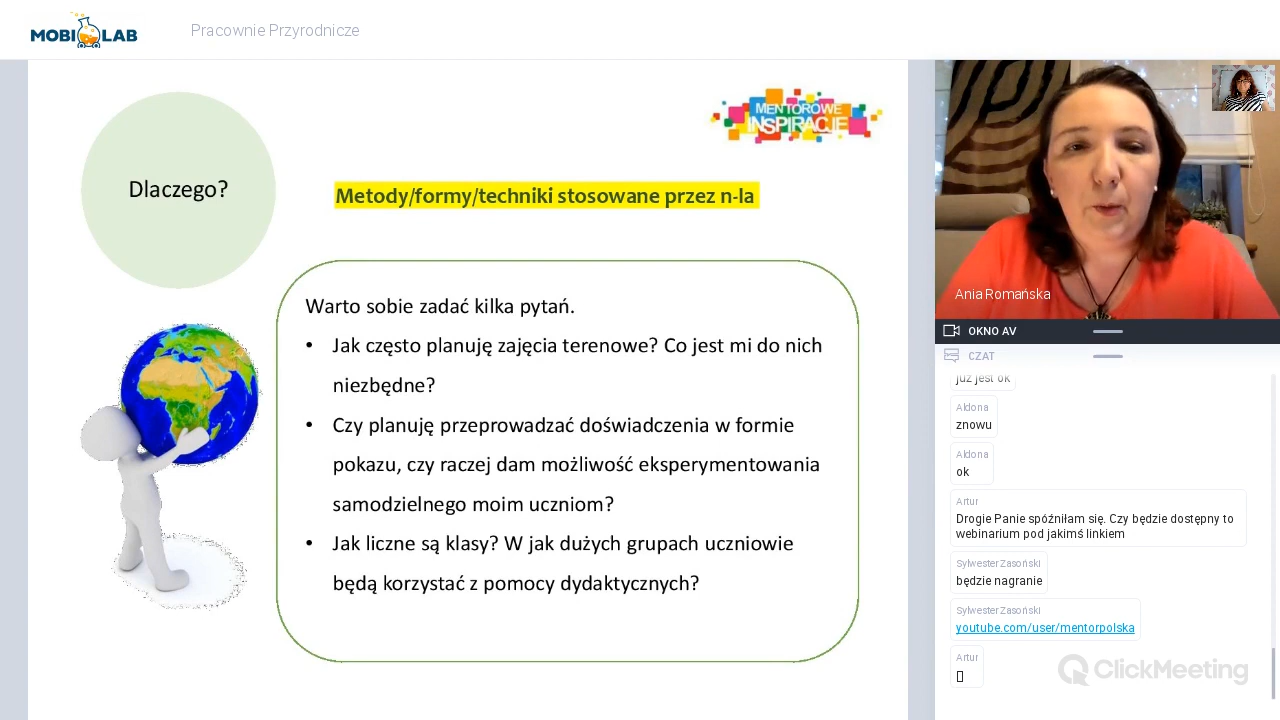 MOBI LAB
Pracownie Przyrodnicze
Dlaczego?
MENTOROWE
INSPIRACJE
Metody/formy/techniki stosowane przez n-la
Warto sobie zadać kilka pytań.
• Jak często planuję zajęcia terenowe? Co jest mi do nich
niezbędne?
• Czy planuję przeprowadzać doświadczenia w formie
pokazu, czy raczej dam możliwość eksperymentowania
samodzielnego moim uczniom?
• Jak liczne są klasy? W jak dużych grupach uczniowie
będą korzystać z pomocy dydaktycznych?
Ania Romańska
OKNO AV
CZAT
już jest ok
Aldona
znowu
Aldona
ok
Artur
Drogie Panie spóźniłam się. Czy będzie dostępny to
webinarium pod jakimś linkiem
Sylwester Zasoński
będzie nagranie
Sylwester Zasoński
youtube.com/user/mentorpolska
Artur
ClickMeeting